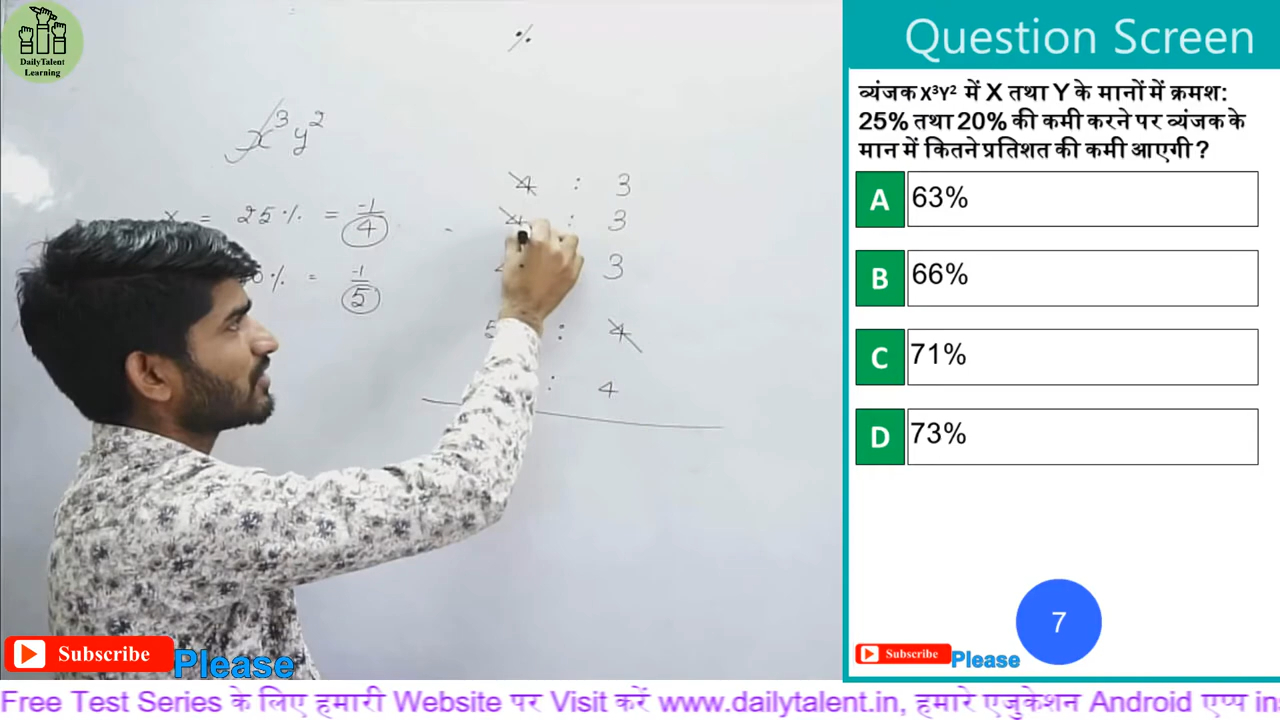 DailyTalent
Learning
%
x³y²
x = 25% = -1/4
% = -1/5
4 : 3
4 : 3
3
5 : 4
: 4
Subscribe
Please
Question Screen
व्यंजक X³Y² में X तथा Y के मानों में क्रमश:
25% तथा 20% की कमी करने पर व्यंजक के
मान में कितने प्रतिशत की कमी आएगी ?
A 63%
B 66%
C 71%
D 73%
7
Subscribe
Please
Free Test Series के लिए हमारी Website पर Visit करें www.dailytalent.in, हमारे एजुकेशन Android एप्प in